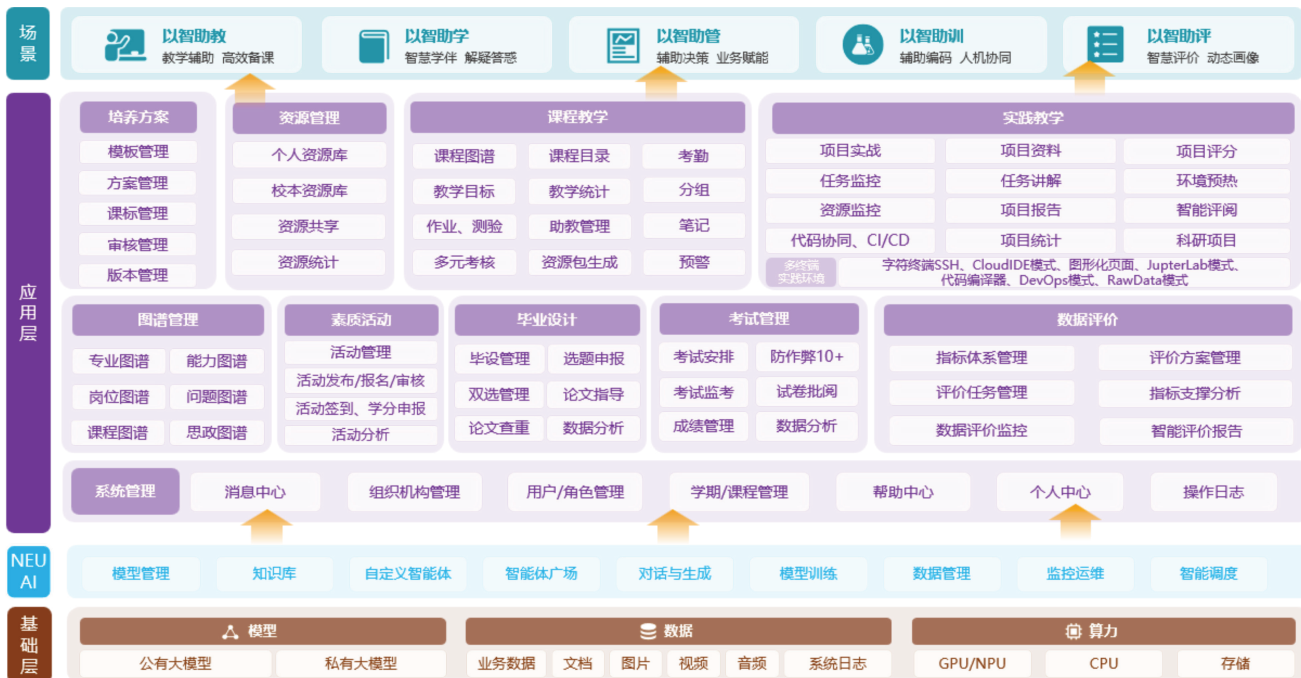 场景
以智助教
教学辅助 高效备课
以智助学
智慧学伴 解疑答惑
以智助管
辅助决策 业务赋能
以智助训
辅助编码 人机协同
以智助评
智慧评价 动态画像
应用层
培养方案
模板管理
方案管理
课标管理
审核管理
版本管理
资源管理
个人资源库
校本资源库
资源共享
资源统计
课程教学
课程图谱 课程目录 考勤
教学目标 教学统计 分组
作业、测验 助教管理 笔记
多元考核 资源包生成 预警
实践教学
项目实战 项目资料 项目评分
任务监控 任务讲解 环境预热
资源监控 项目报告 智能评阅
代码协同、CI/CD 项目统计 科研项目
多终端
实践环境
字符终端SSH、CloudIDE模式、图形化页面、JupterLab模式、
代码编译器、DevOps模式、RawData模式
图谱管理
专业图谱 能力图谱
岗位图谱 问题图谱
课程图谱 思政图谱
素质活动
活动管理
活动发布/报名/审核
活动签到、学分申报
活动分析
毕业设计
毕设管理 选题申报
双选管理 论文指导
论文查重 数据分析
考试管理
考试安排 防作弊10+
考试监考 试卷批阅
成绩管理 数据分析
数据评价
指标体系管理 评价方案管理
评价任务管理 指标支撑分析
数据评价监控 智能评价报告
系统管理 消息中心 组织机构管理 用户/角色管理 学期/课程管理 帮助中心 个人中心 操作日志
NEU
AI
模型管理 知识库 自定义智能体 智能体广场 对话与生成 模型训练 数据管理 监控运维 智能调度
基础层
模型
公有大模型 私有大模型
数据
业务数据 文档 图片 视频 音频 系统日志
算力
GPU/NPU CPU 存储